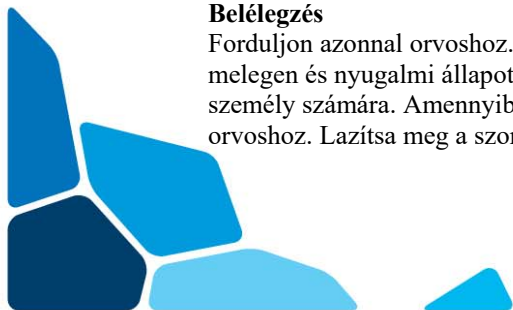 Belélegzés
Forduljon azonnal orvoshoz.
melegen és nyugalmi állapot
személy számára. Amennyib
orvoshoz. Lazítsa meg a szor